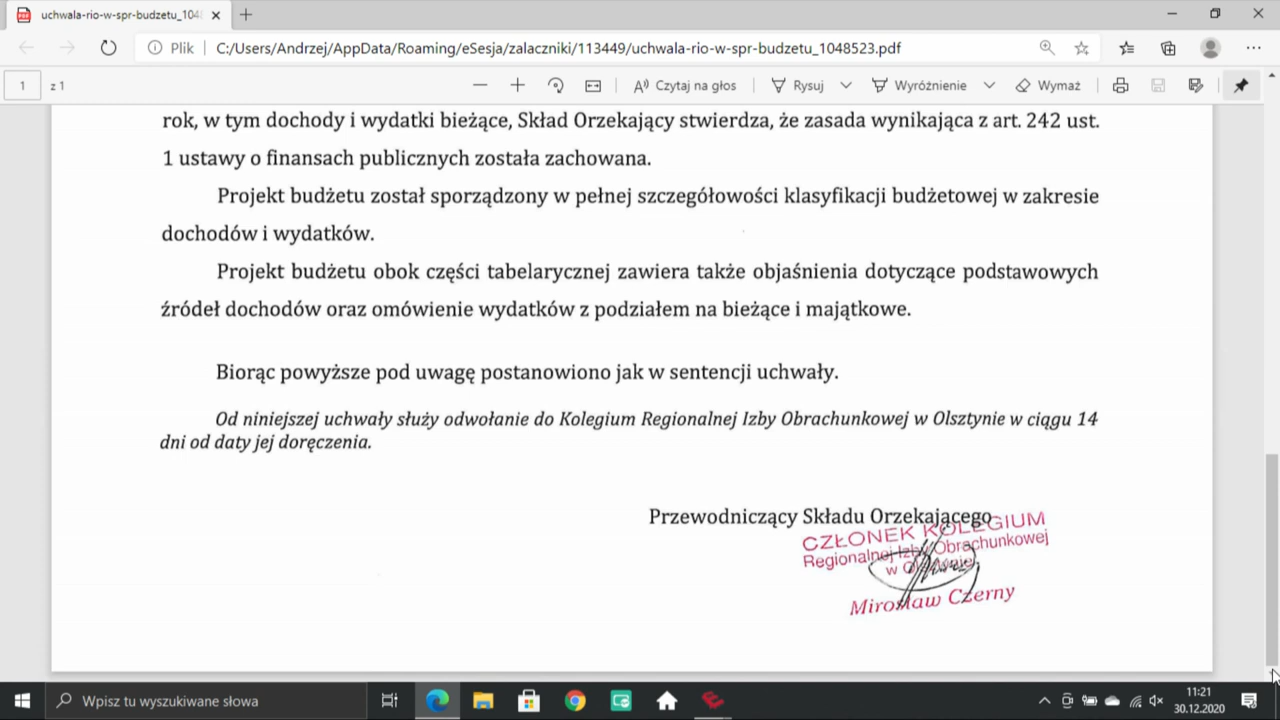 uchwala-rio-w-spr-budzetu_104
Plik
C:/Users/Andrzej/AppData/Roaming/eSesja/zalaczniki/113449/uchwala-rio-w-spr-budzetu_1048523.pdf
1 z 1
Czytaj na głos
Rysuj
Wyróżnienie
Wymaż
rok, w tym dochody i wydatki bieżące, Skład Orzekający stwierdza, że zasada wynikająca z art. 242 ust.
1 ustawy o finansach publicznych została zachowana.
Projekt budżetu został sporządzony w pełnej szczegółowości klasyfikacji budżetowej w zakresie
dochodów i wydatków.
Projekt budżetu obok części tabelarycznej zawiera także objaśnienia dotyczące podstawowych
źródeł dochodów oraz omówienie wydatków z podziałem na bieżące i majątkowe.
Biorąc powyższe pod uwagę postanowiono jak w sentencji uchwały.
Od niniejszej uchwały służy odwołanie do Kolegium Regionalnej Izby Obrachunkowej w Olsztynie w ciągu 14
dni od daty jej doręczenia.
Przewodniczący Składu Orzekającego
CZŁONEK KOLEGIUM
Regionalnej Izby Obrachunkowej
w Olsztynie
Mirosław Czerny
Wpisz tu wyszukiwane słowa
11:21
30.12.2020